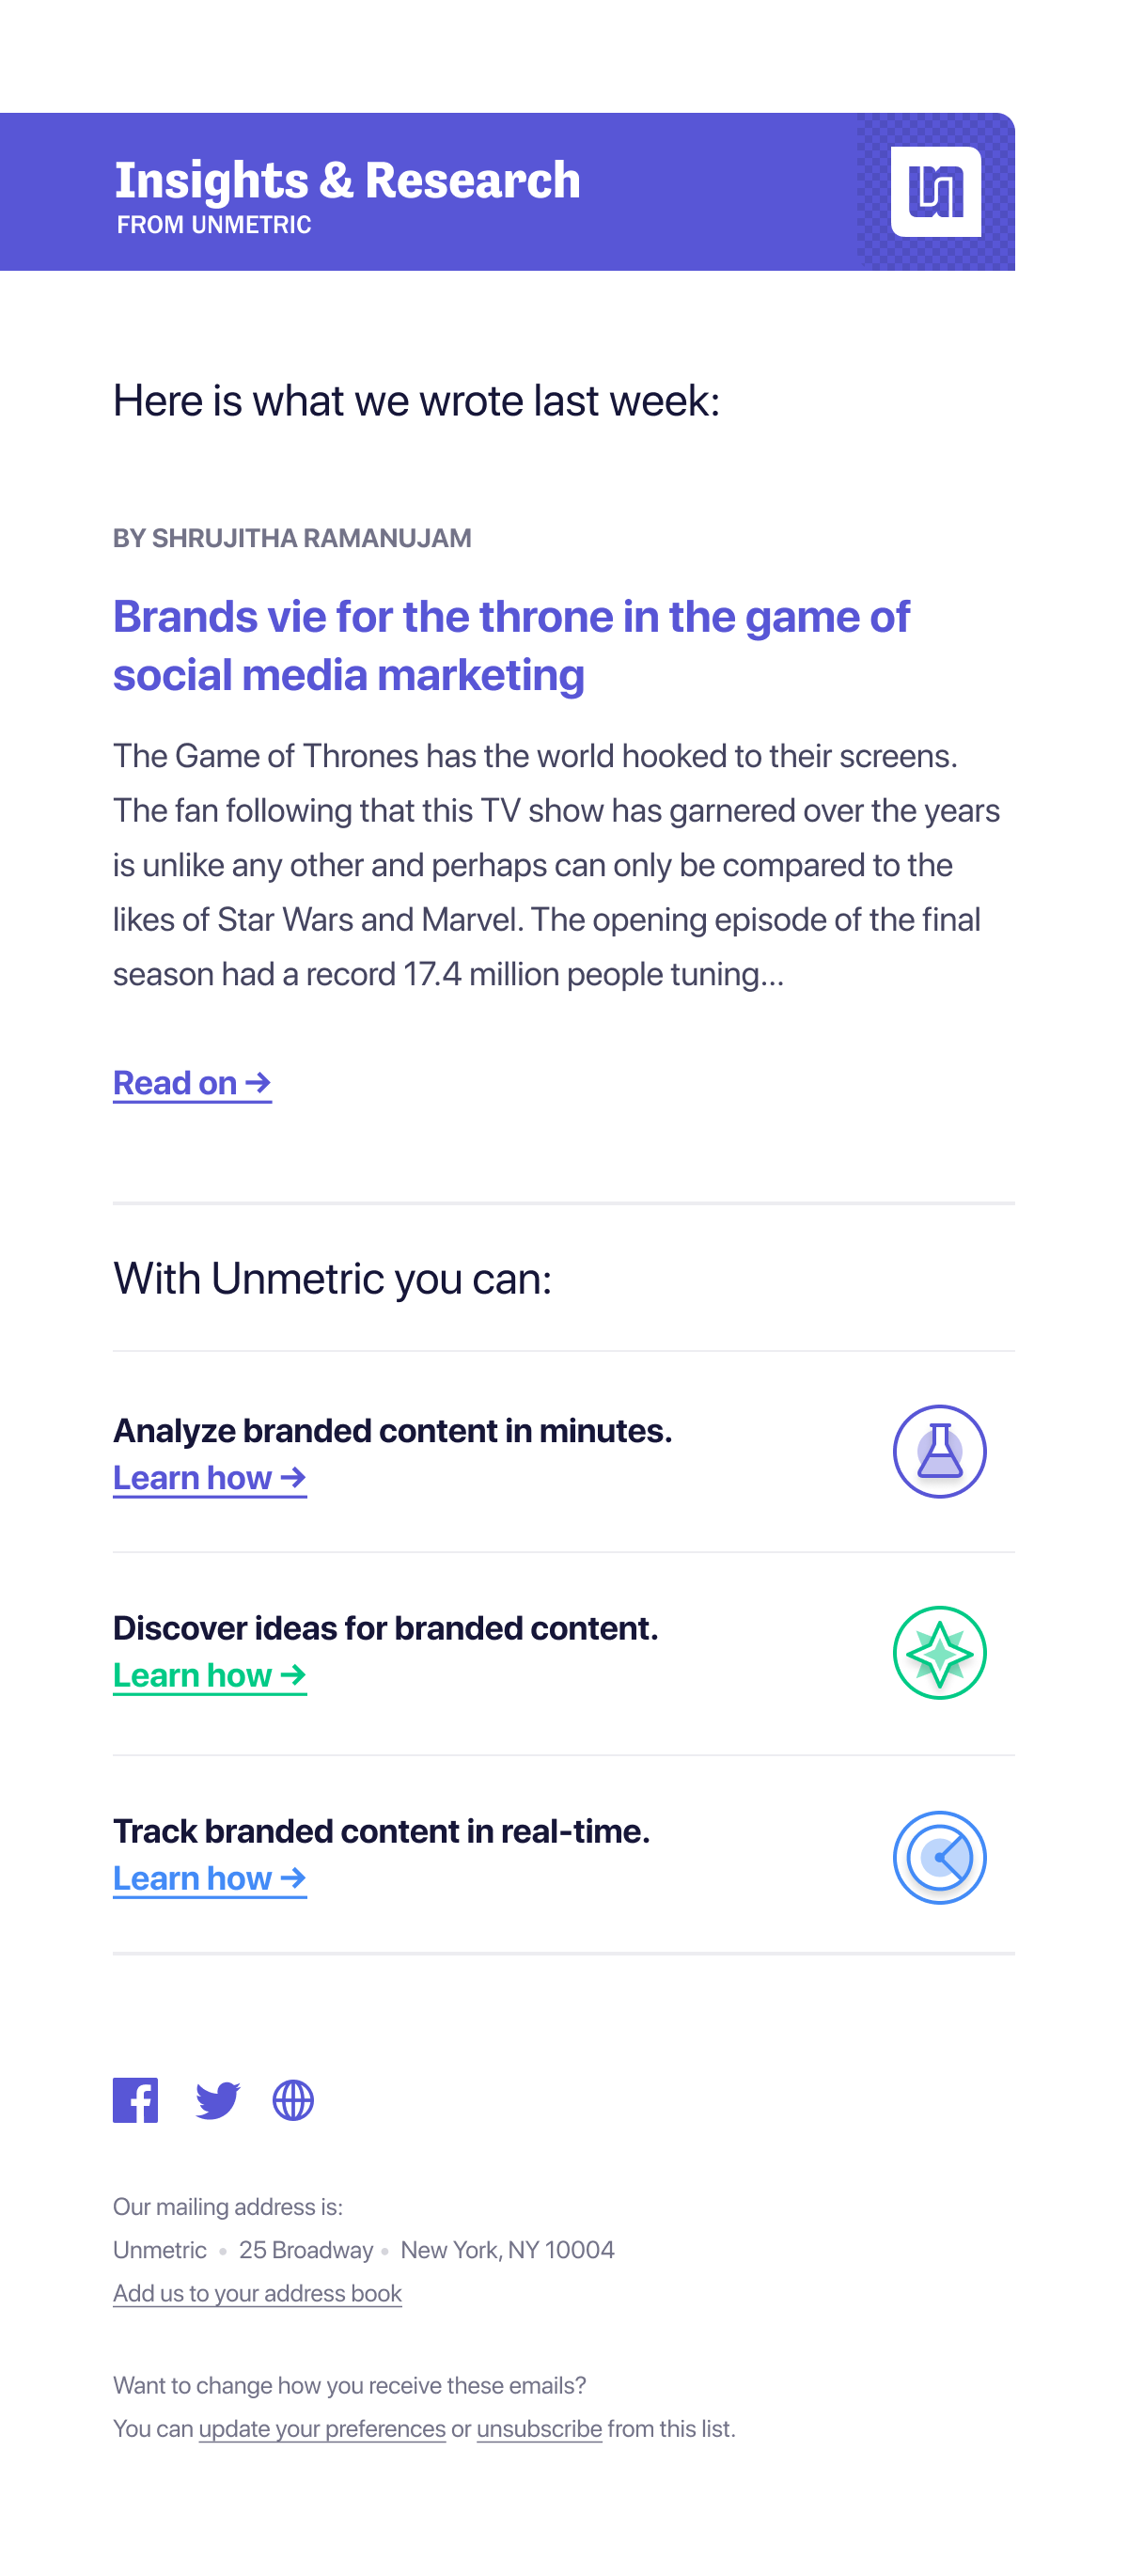 Insights & Research
FROM UNMETRIC
Here is what we wrote last week:
BY SHRUJITHA RAMANUJAM
Brands vie for the throne in the game of
social media marketing
The Game of Thrones has the world hooked to their screens.
The fan following that this TV show has garnered over the years
is unlike any other and perhaps can only be compared to the
likes of Star Wars and Marvel. The opening episode of the final
season had a record 17.4 million people tuning...
Read on →
With Unmetric you can:
Analyze branded content in minutes.
Learn how →
Discover ideas for branded content.
Learn how →
Track branded content in real-time.
Learn how →
Our mailing address is:
Unmetric • 25 Broadway • New York, NY 10004
Add us to your address book
Want to change how you receive these emails?
You can update your preferences or unsubscribe from this list.